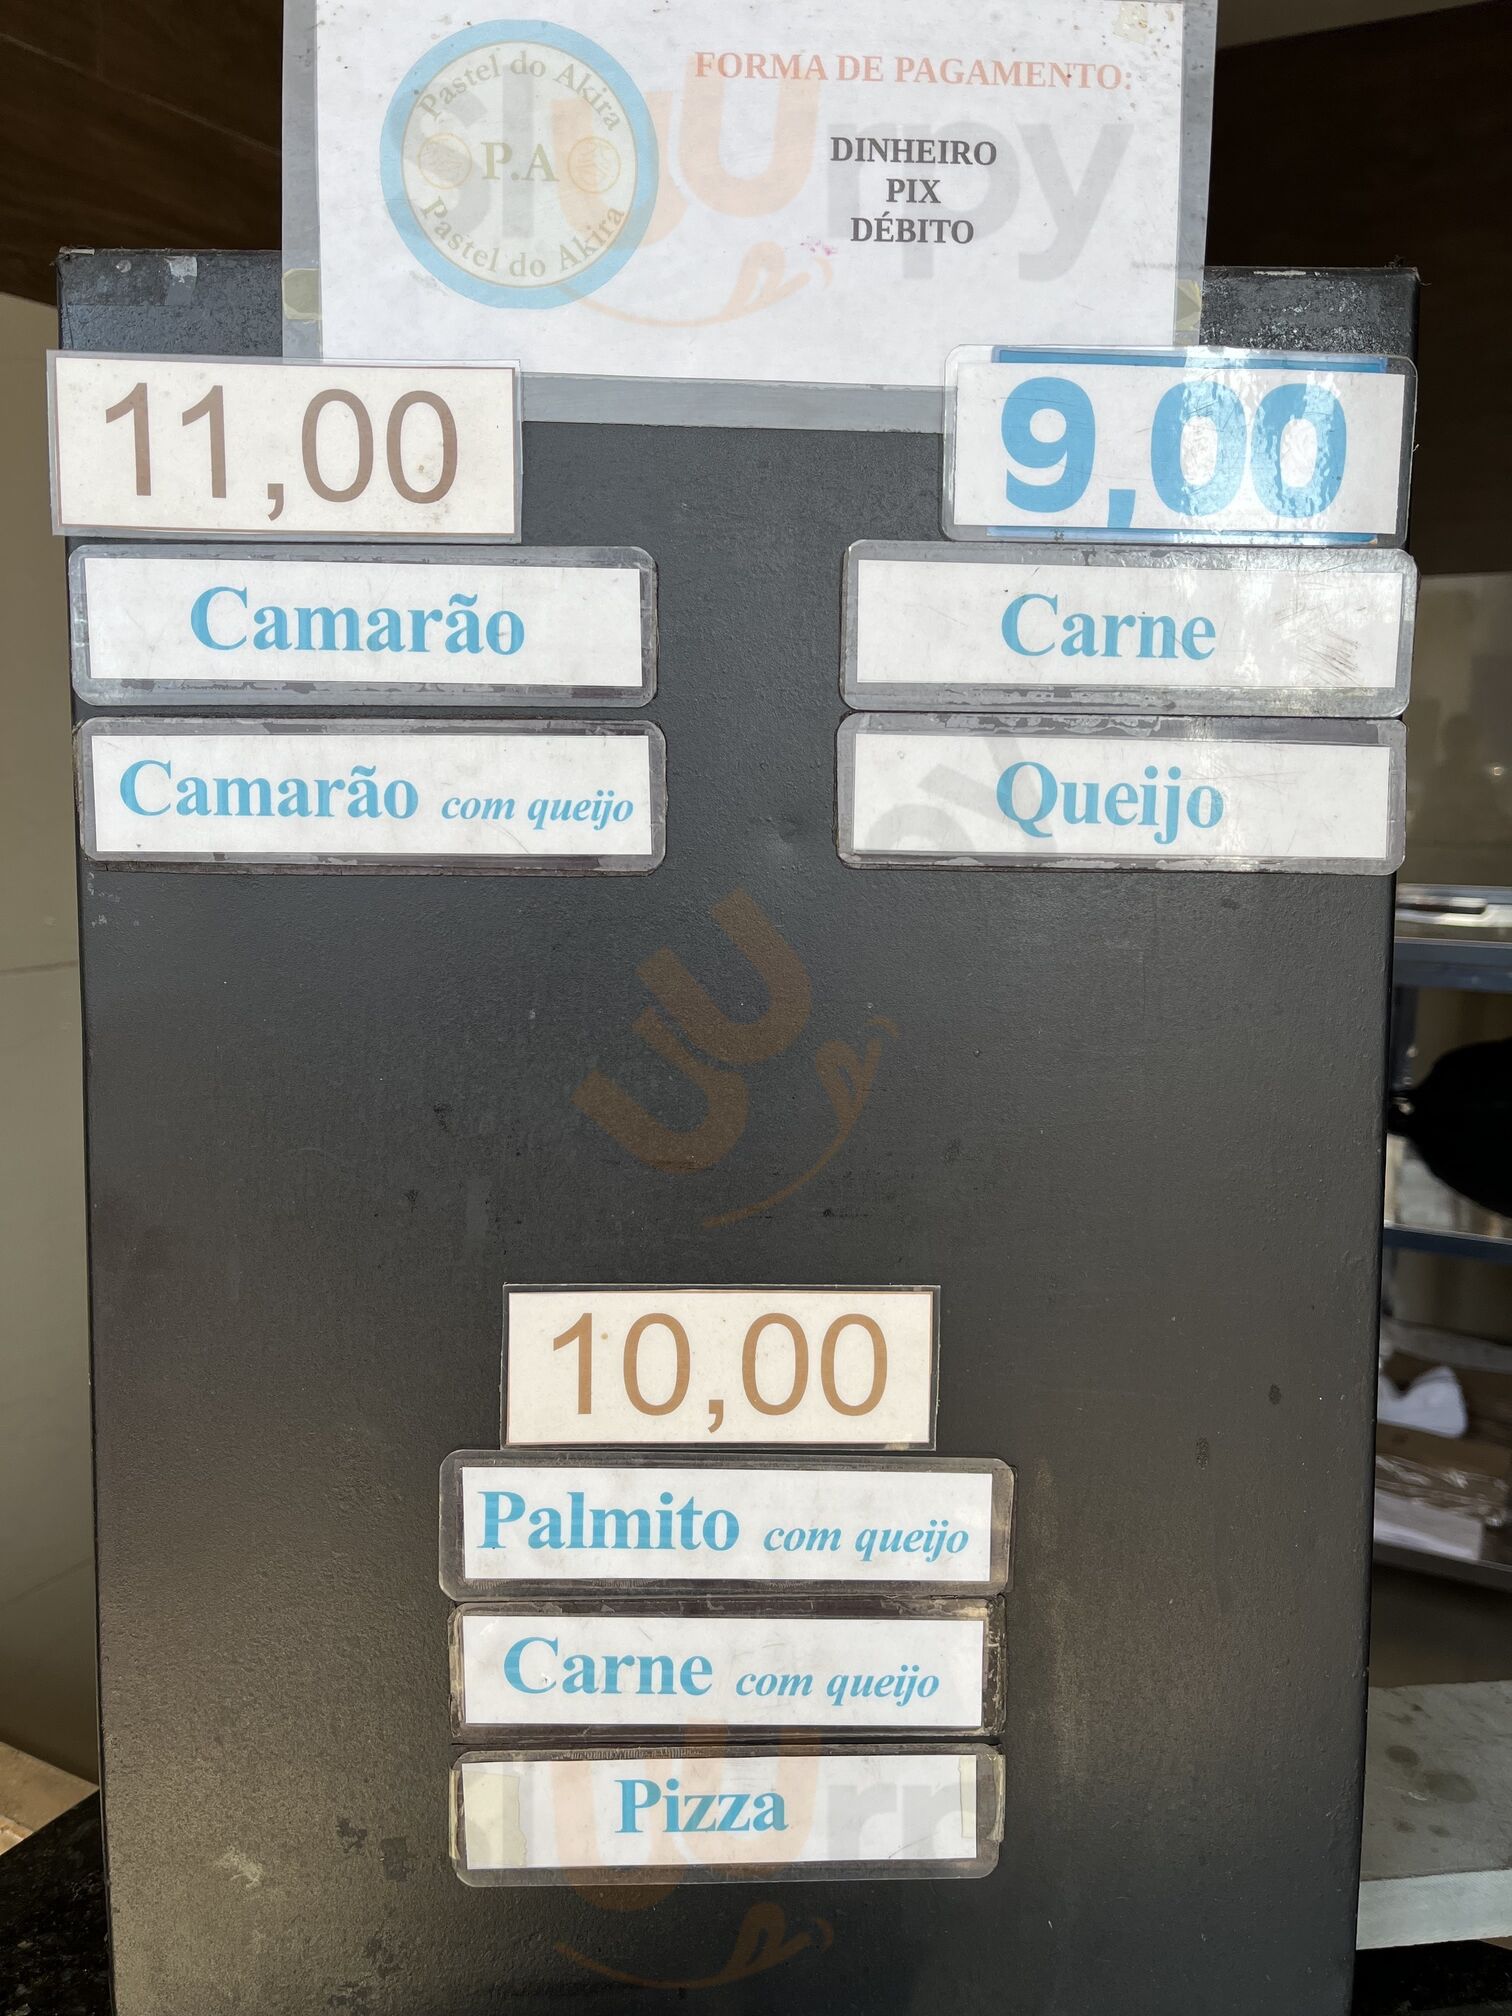 Pastel do Akira
P.A
Pastel do Akira
FORMA DE PAGAMENTO:
DINHEIRO
PIX
DÉBITO
Slurpy
11,00
Camarão
Camarão com queijo
9,00
Carne
Queijo
10,00
Palmito com queijo
Carne com queijo
Pizza